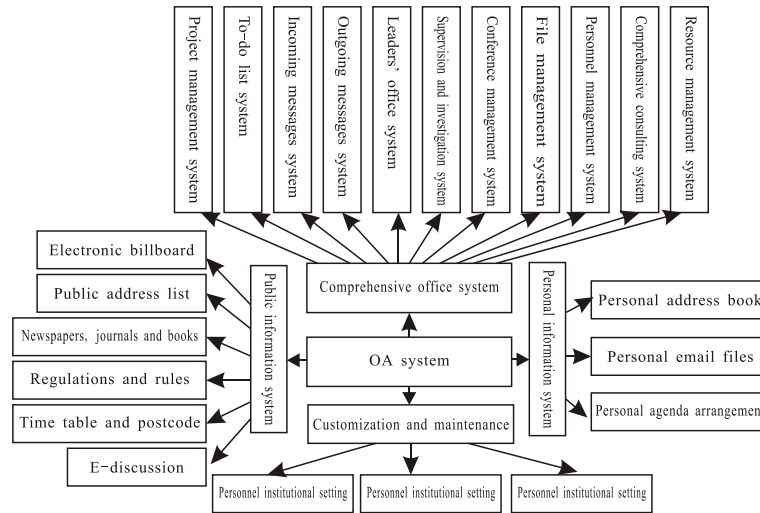 Project management system
To-do list system
Incoming messages system
Outgoing messages system
Leaders' office system
Supervision and investigation system
Conference management system
File management system
Personnel management system
Comprehensive consulting system
Resource management system
Electronic billboard
Public address list
Newspapers, journals and books
Regulations and rules
Time table and postcode
E-discussion
Public information system
Comprehensive office system
OA system
Customization and maintenance
Personal information system
Personal address book
Personal email files
Personal agenda arrangement
Personnel institutional setting
Personnel institutional setting
Personnel institutional setting